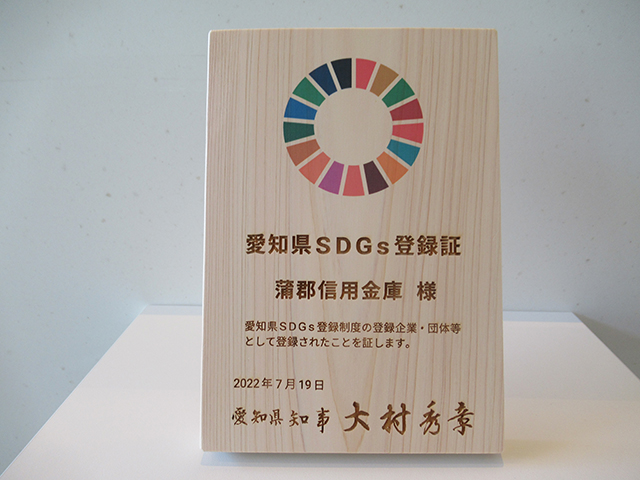 愛知県SDGs登録証
蒲郡信用金庫 様
愛知県SDGs登録制度の登録企業・団体等
として登録されたことを証します。
2022年7月19日
愛知県知事 大村秀章